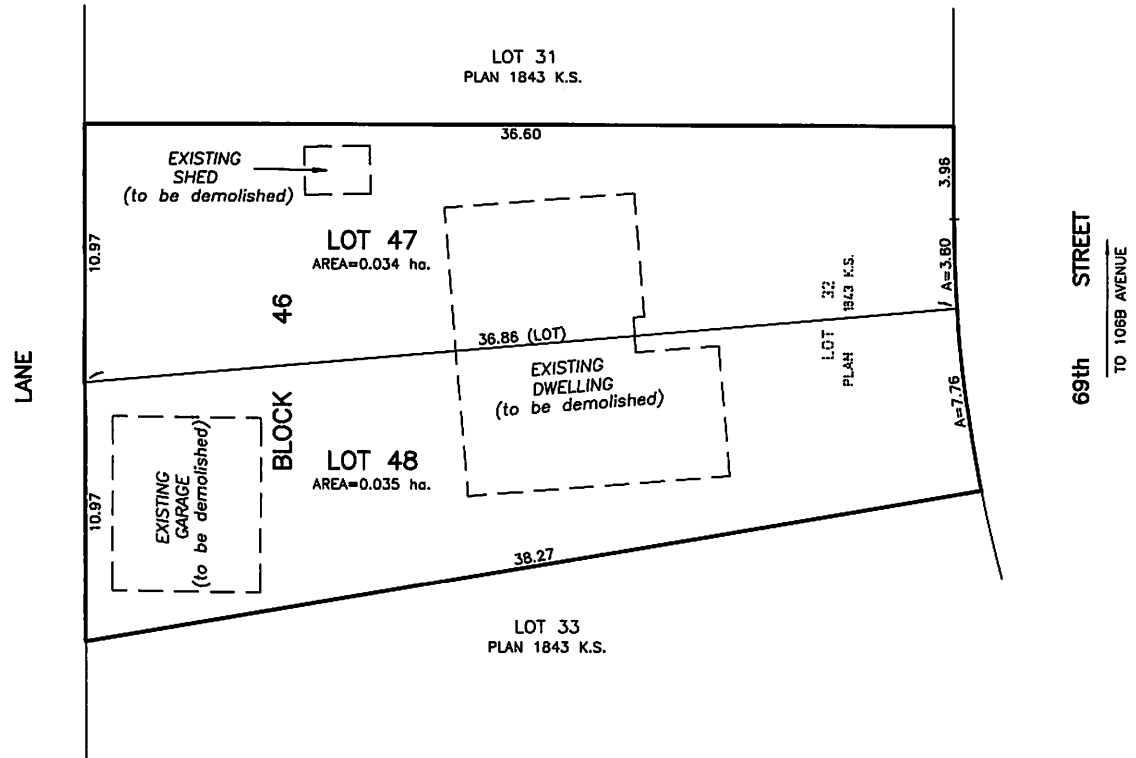 LOT 31
PLAN 1843 K.S.
36.60
EXISTING
SHED
(to be demolished)
3.96
10.97
LOT 47
AREA=0.034 ha.
A=3.80
LOT 32
PLAN 1843 K.S.
69th STREET
TO 106B AVENUE
BLOCK 46
36.86 (LOT)
LANE
EXISTING
DWELLING
(to be demolished)
A=7.76
LOT 48
AREA=0.035 ha.
10.97
EXISTING
GARAGE
(to be demolished)
38.27
LOT 33
PLAN 1843 K.S.